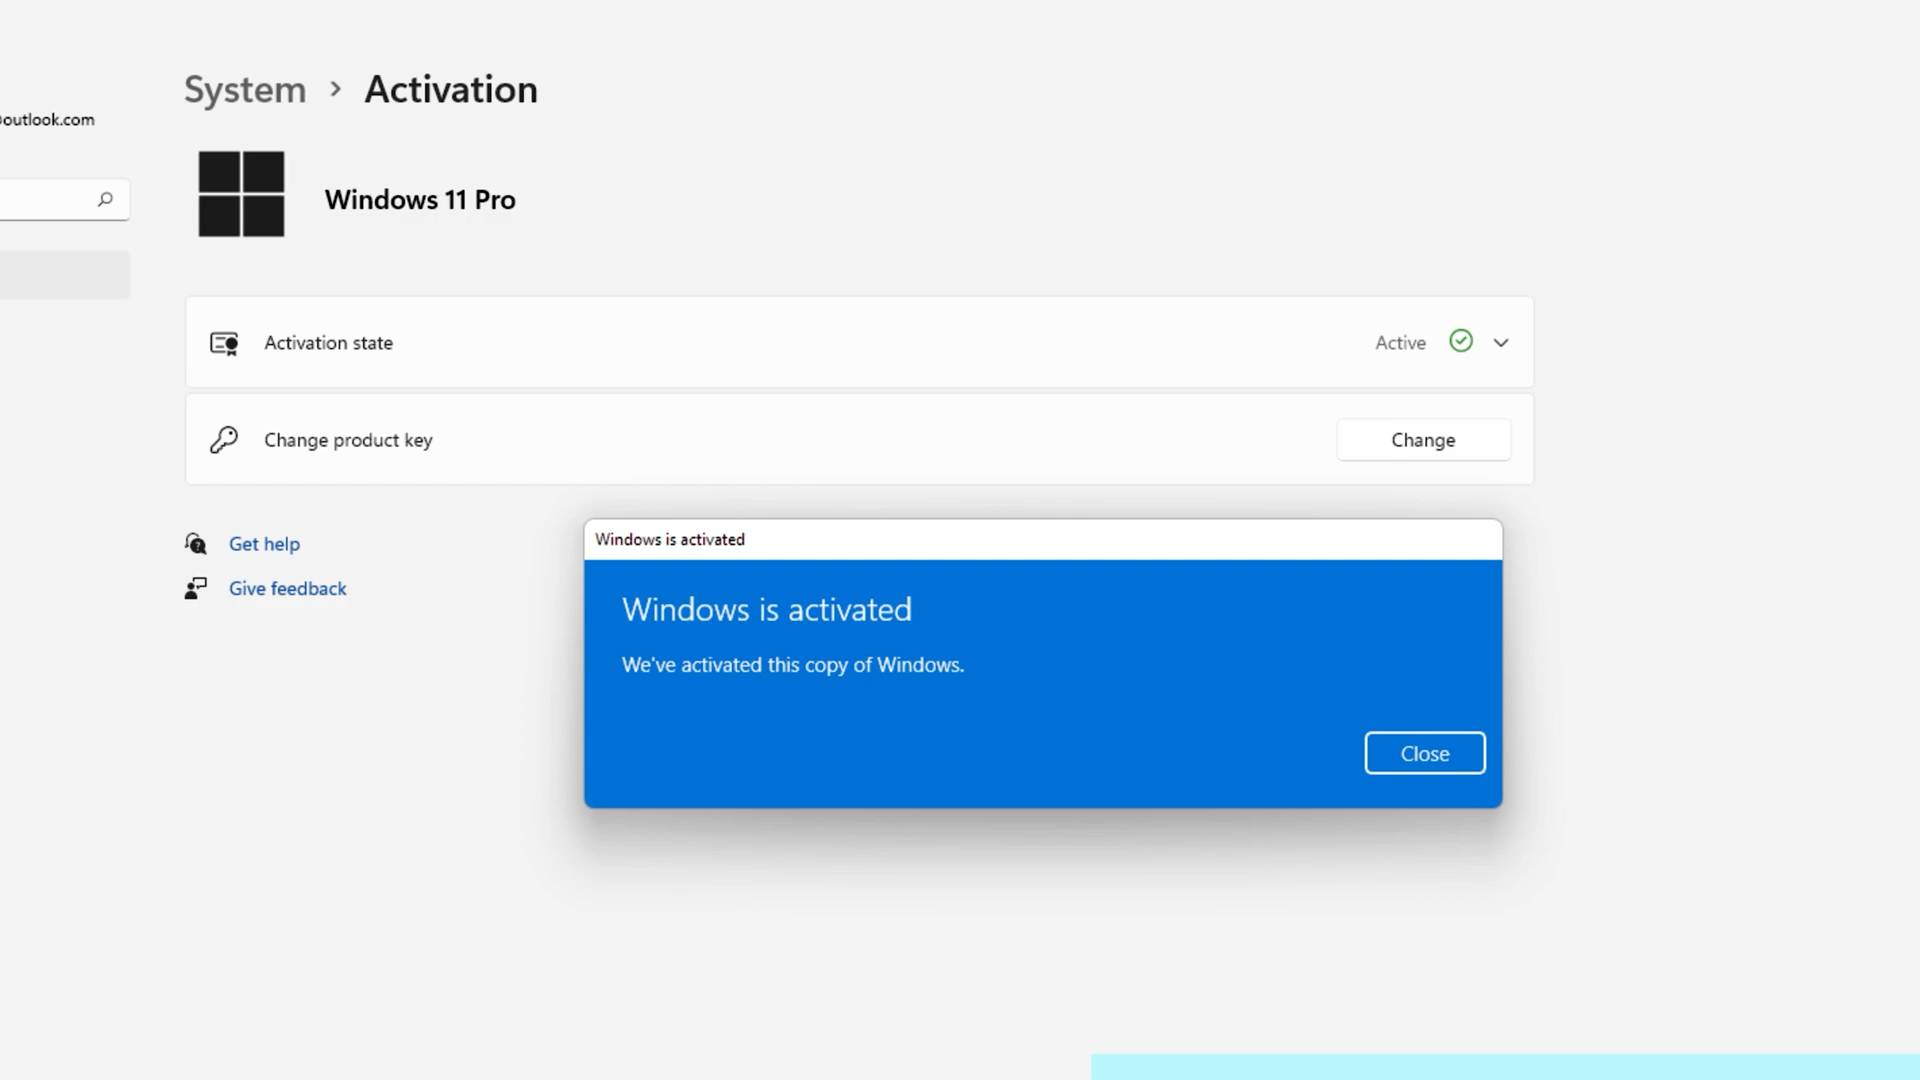 System > Activation
outlook.com
Windows 11 Pro
Activation state
Active
Change product key
Change
Get help
Give feedback
Windows is activated
Windows is activated
We've activated this copy of Windows.
Close